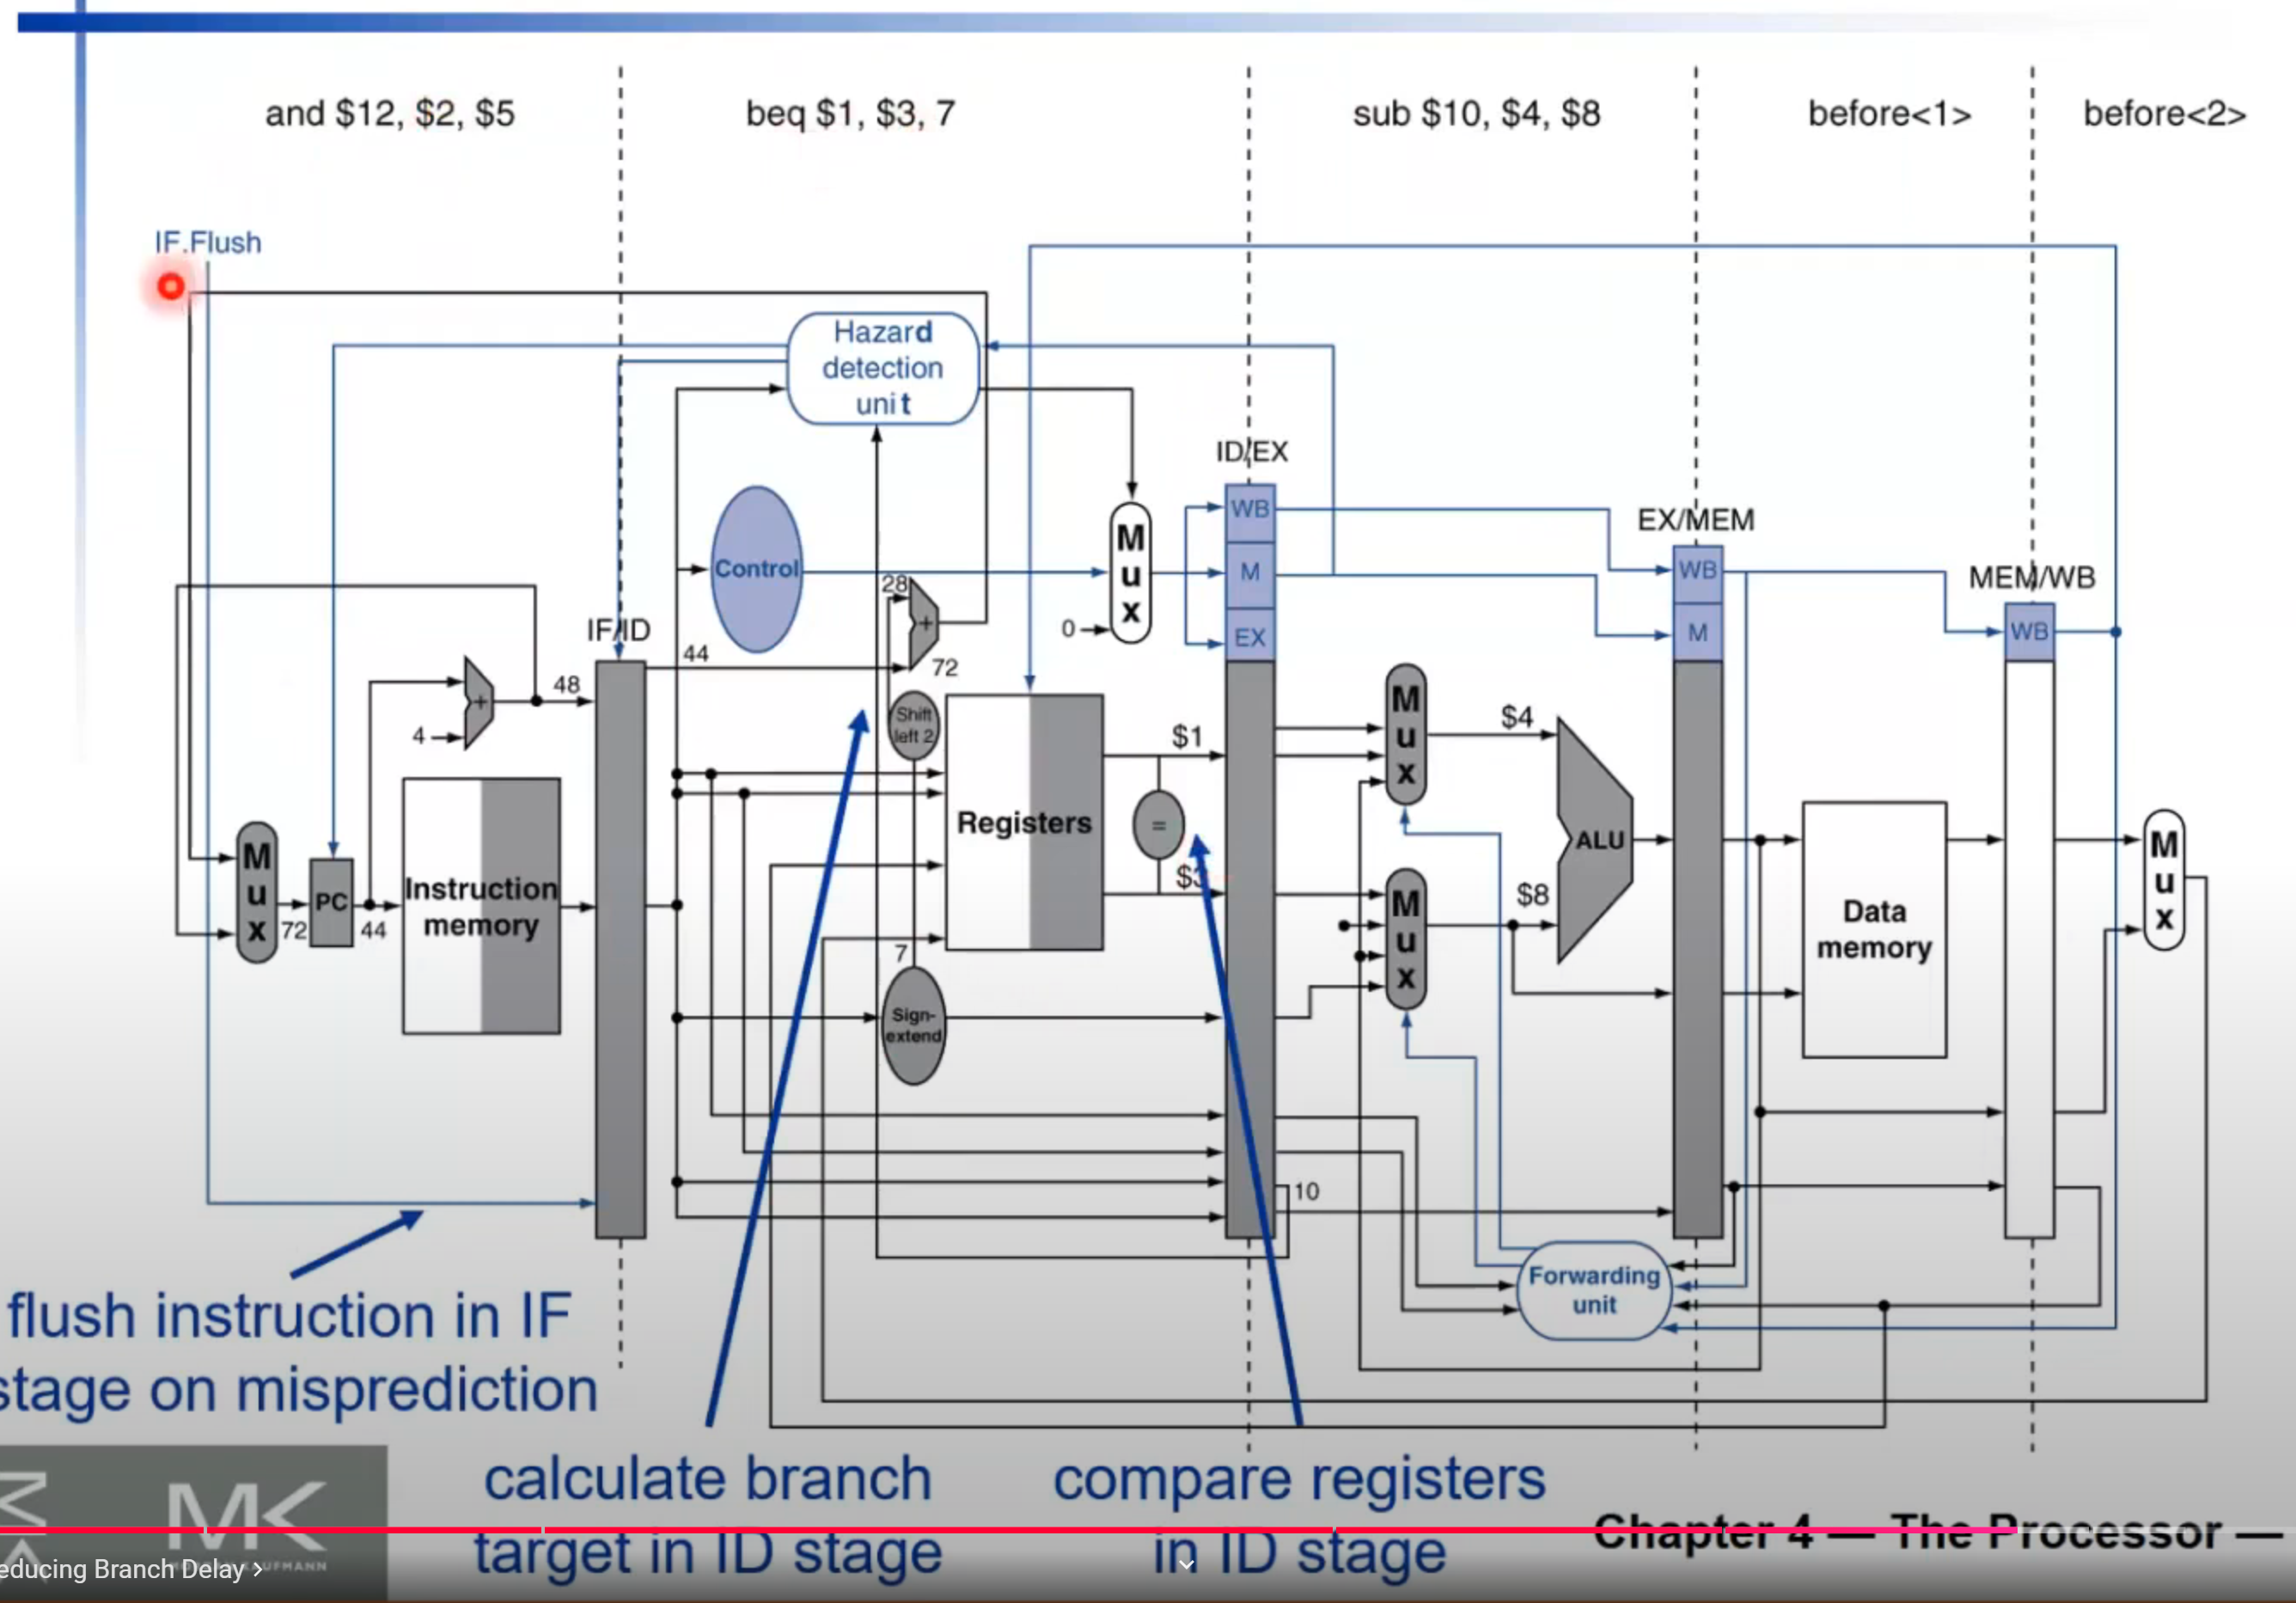 and $12, $2, $5
beq $1, $3, 7
sub $10, $4, $8
before<1>
before<2>
IF.Flush
Hazard
detection
unit
ID/EX
WB
M
EX
Control
M
u
x
0
28
+
72
44
IF/ID
EX/MEM
WB
M
MEM/WB
WB
48
+
4
Shift
left 2
Registers
$1
=
$3
M
u
x
$4
ALU
M
u
x
$8
Data
memory
M
u
x
M
u
x
72
PC
44
Instruction
memory
7
Sign-
extend
10
Forwarding
unit
flush instruction in IF
stage on misprediction
calculate branch
target in ID stage
compare registers
in ID stage
MK
Chapter 4 — The Processor —
educing Branch Delay >